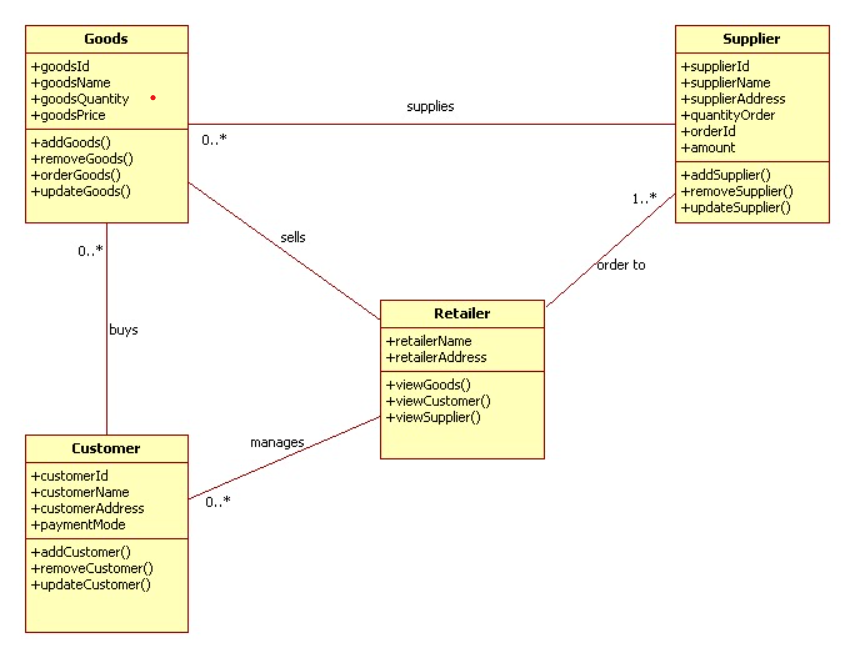 Goods
+goodsId
+goodsName
+goodsQuantity
+goodsPrice
+addGoods()
+removeGoods()
+orderGoods()
+updateGoods()
Supplier
+supplierId
+supplierName
+supplierAddress
+quantityOrder
+orderId
+amount
+addSupplier()
+removeSupplier()
+updateSupplier()
supplies
0..*
1..*
sells
order to
0..*
buys
Retailer
+retailerName
+retailerAddress
+viewGoods()
+viewCustomer()
+viewSupplier()
manages
0..*
Customer
+customerId
+customerName
+customerAddress
+paymentMode
+addCustomer()
+removeCustomer()
+updateCustomer()